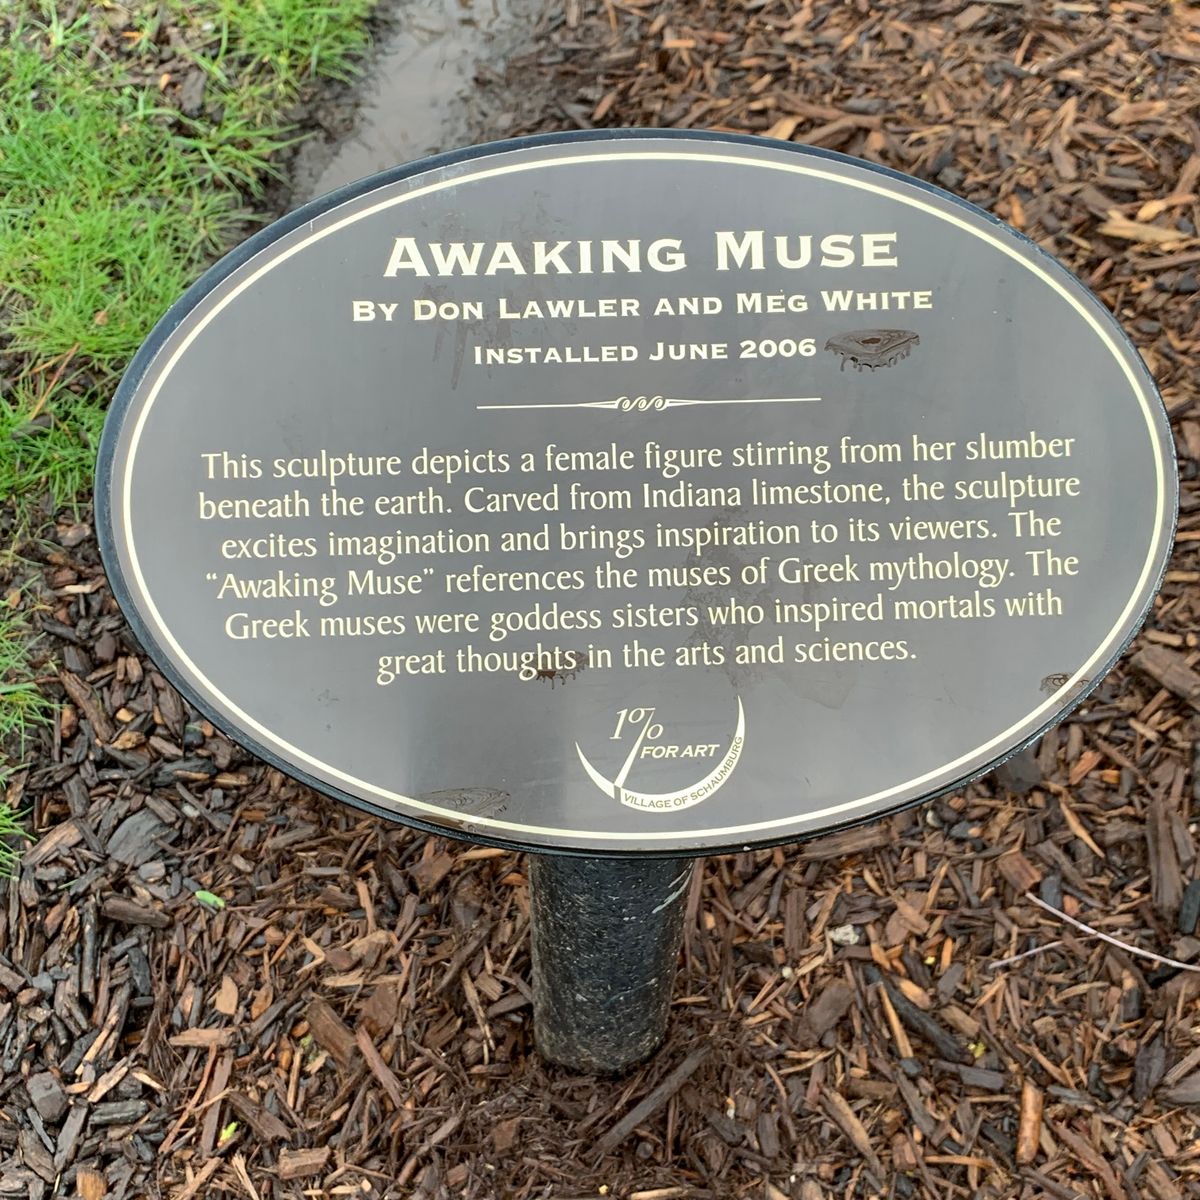 AWAKING MUSE
BY DON LAWLER AND MEG WHITE
INSTALLED JUNE 2006
This sculpture depicts a female figure stirring from her slumber
beneath the earth. Carved from Indiana limestone, the sculpture
excites imagination and brings inspiration to its viewers. The
“Awaking Muse” references the muses of Greek mythology. The
Greek muses were goddess sisters who inspired mortals with
great thoughts in the arts and sciences.
1%
FOR ART
VILLAGE OF SCHAUMBURG